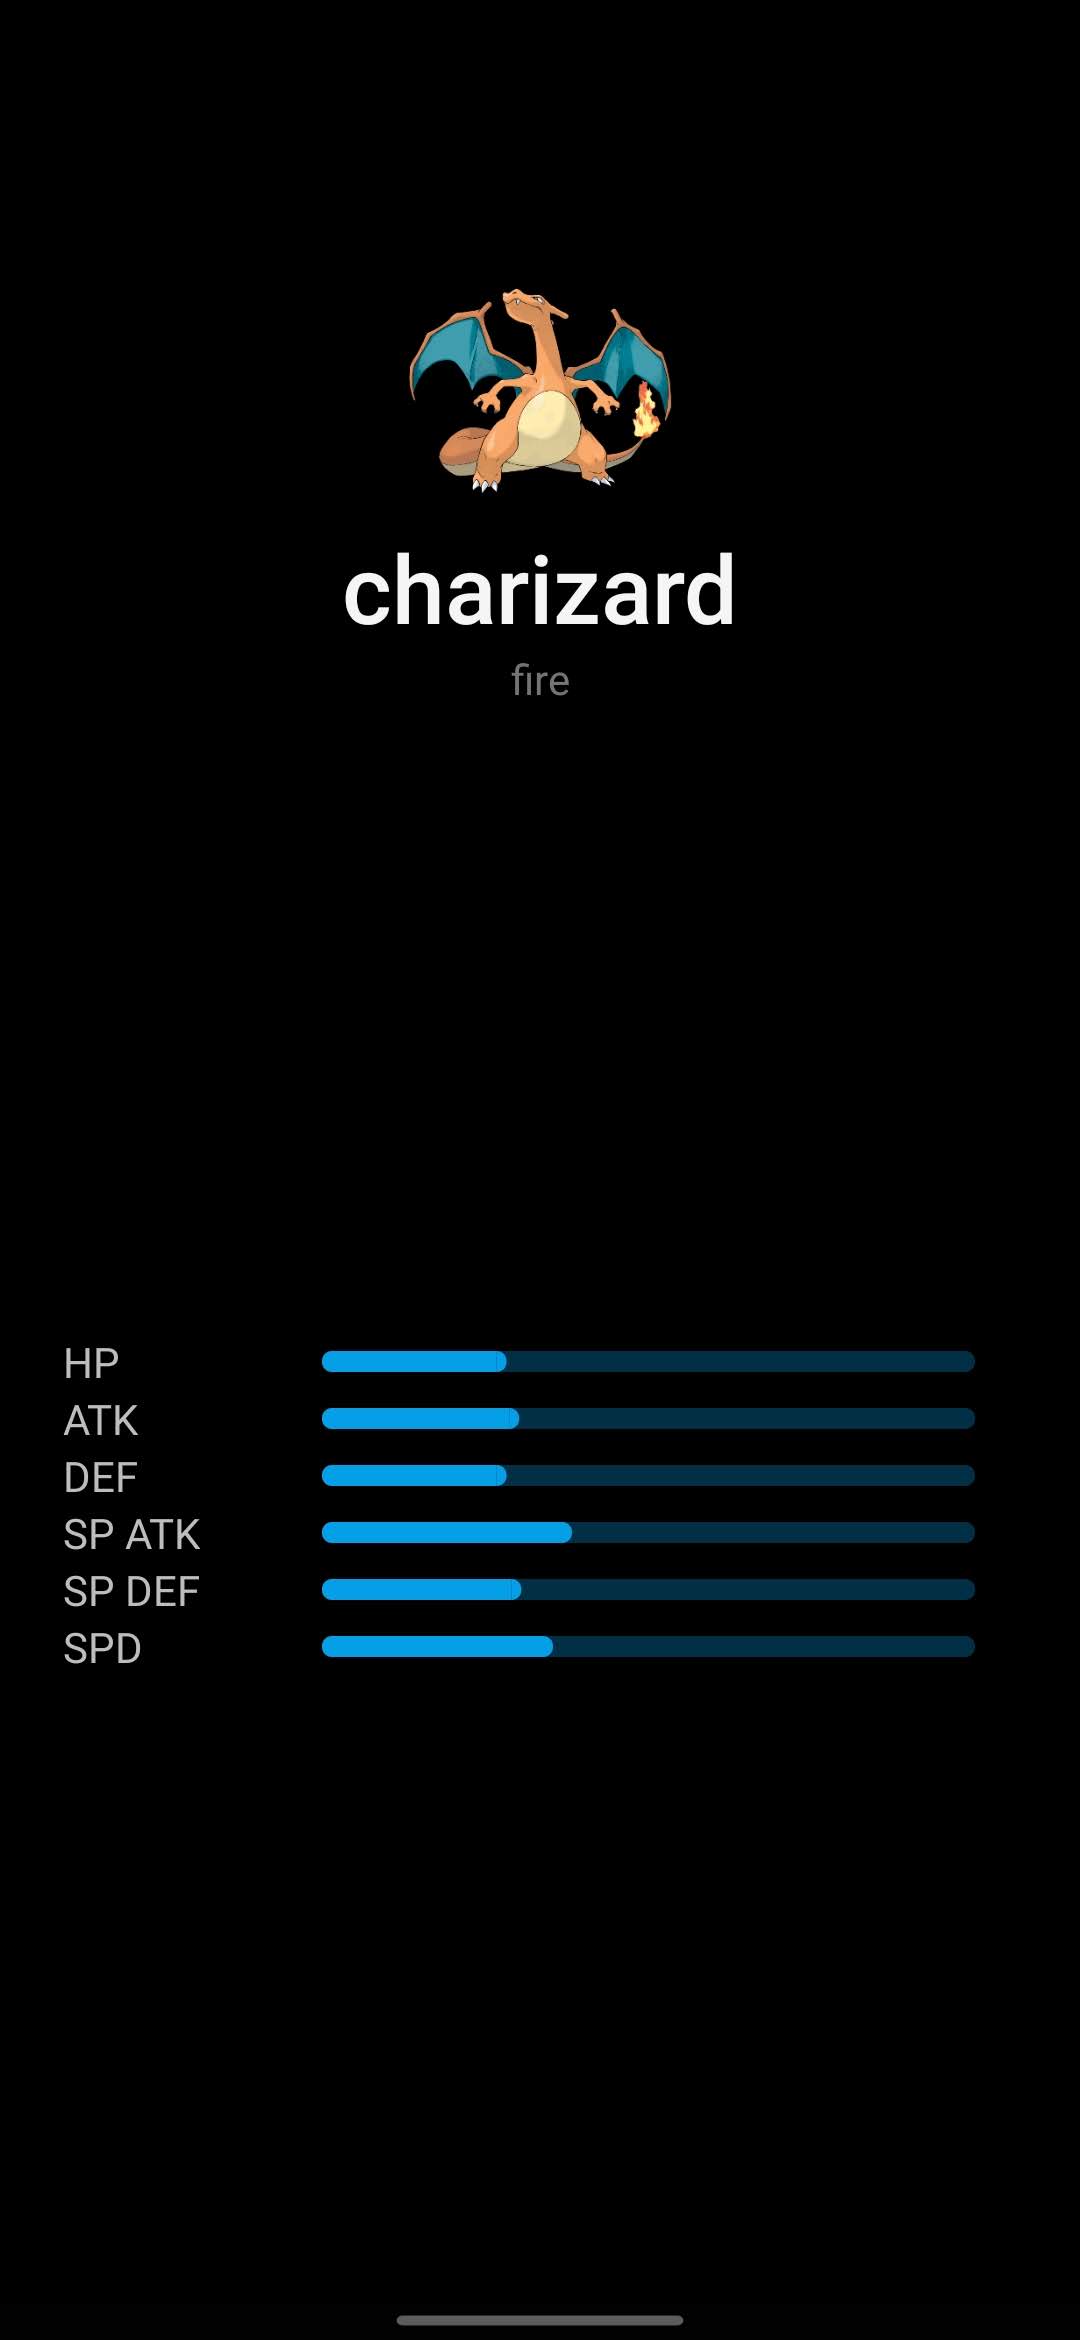 charizard
fire
HP
ATK
DEF
SP ATK
SP DEF
SPD